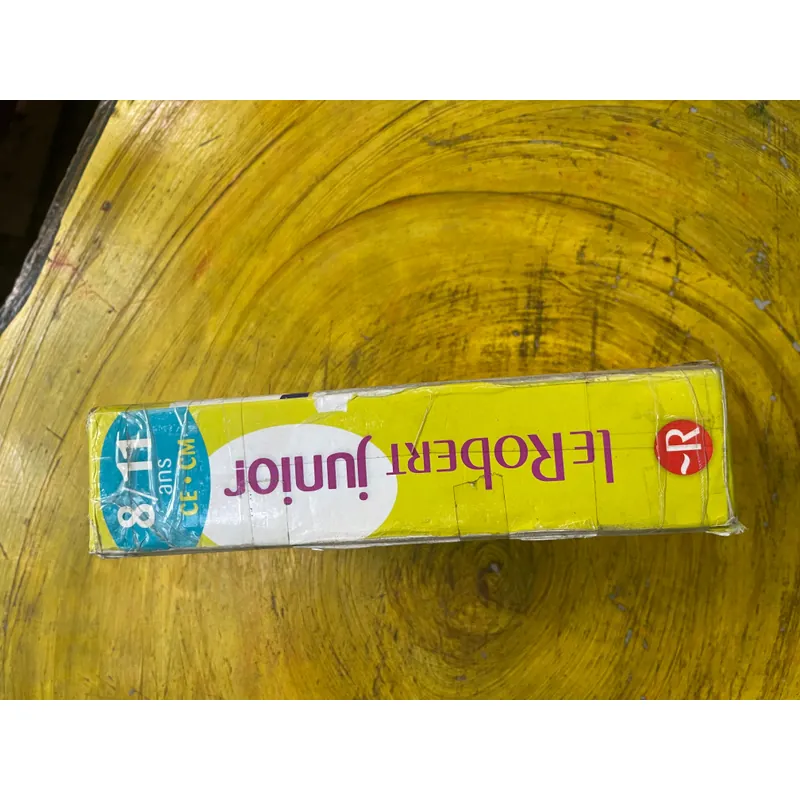 ~R
le Robert junior
8/11
ans
CE • CM